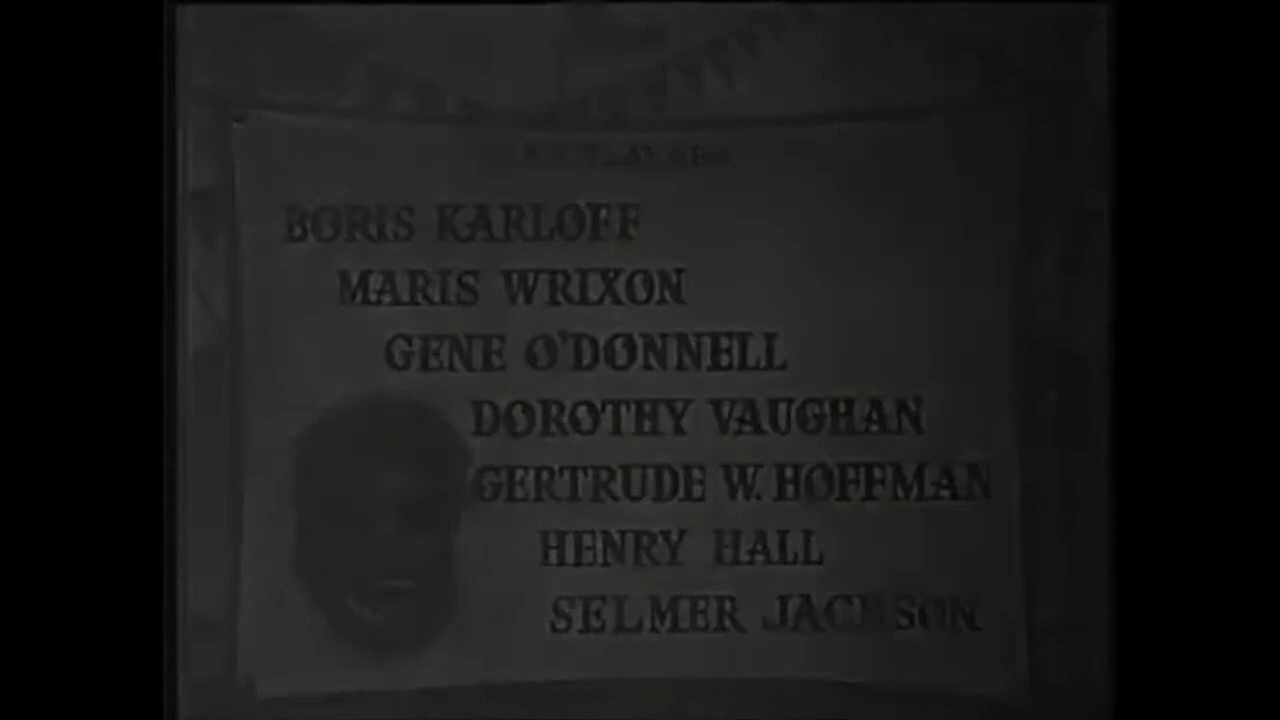 BORIS KARLOFF
MARIS WRIXON
GENE O'DONNELL
DOROTHY VAUGHAN
GERTRUDE W. HOFFMAN
HENRY HALL
SELMER JACKSON